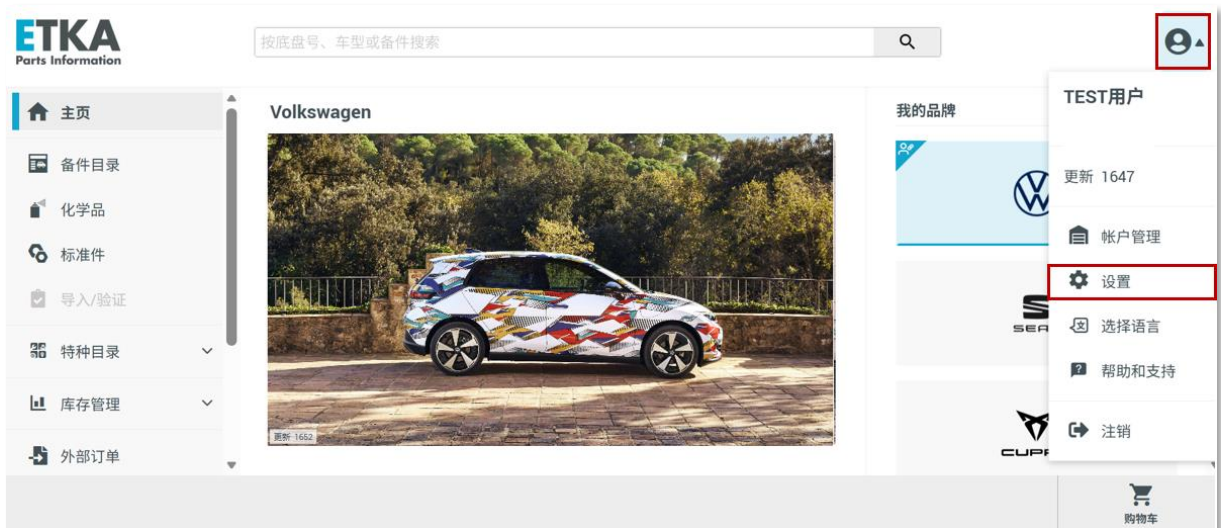 ETKA
Parts Information
按底盘号、车型或备件搜索
主页
备件目录
化学品
标准件
导入/验证
特种目录
库存管理
外部订单
Volkswagen
更新 1652
我的品牌
SEA
CUPR
TEST用户
更新 1647
帐户管理
设置
选择语言
帮助和支持
注销
购物车